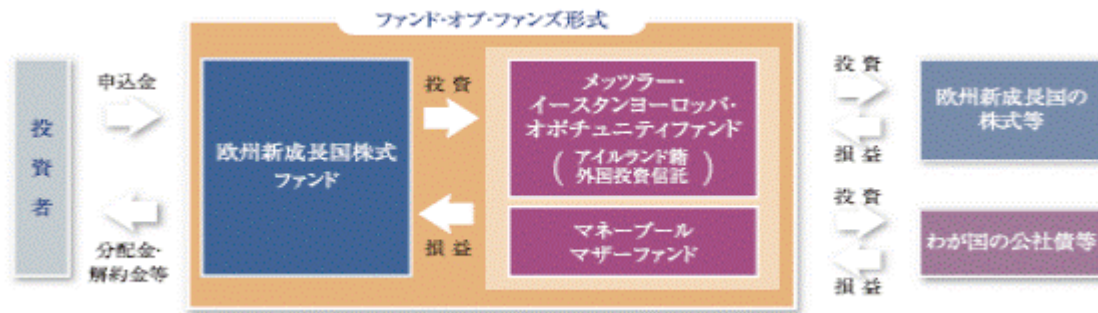 ファンド・オブ・ファンズ形式
投資者
申込金
分配金・
解約金等
欧州新成長国株式
ファンド
投資
損益
メッツラー・
イースタンヨーロッパ・
オポチュニティファンド
(アイルランド籍
外国投資信託)
マネープール
マザーファンド
投資
損益
投資
損益
欧州新成長国の
株式等
わが国の公社債等